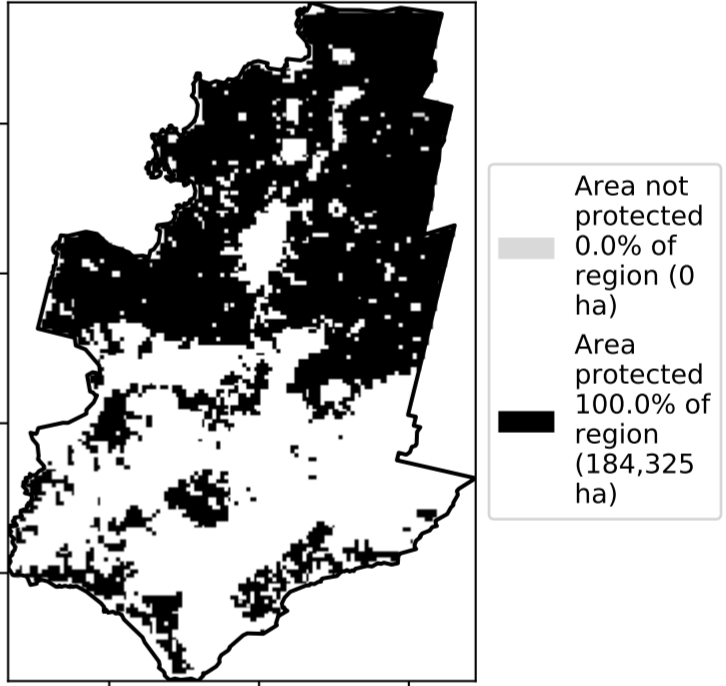 Area not
protected
0.0% of
region (0
ha)
Area
protected
100.0% of
region
(184,325
ha)